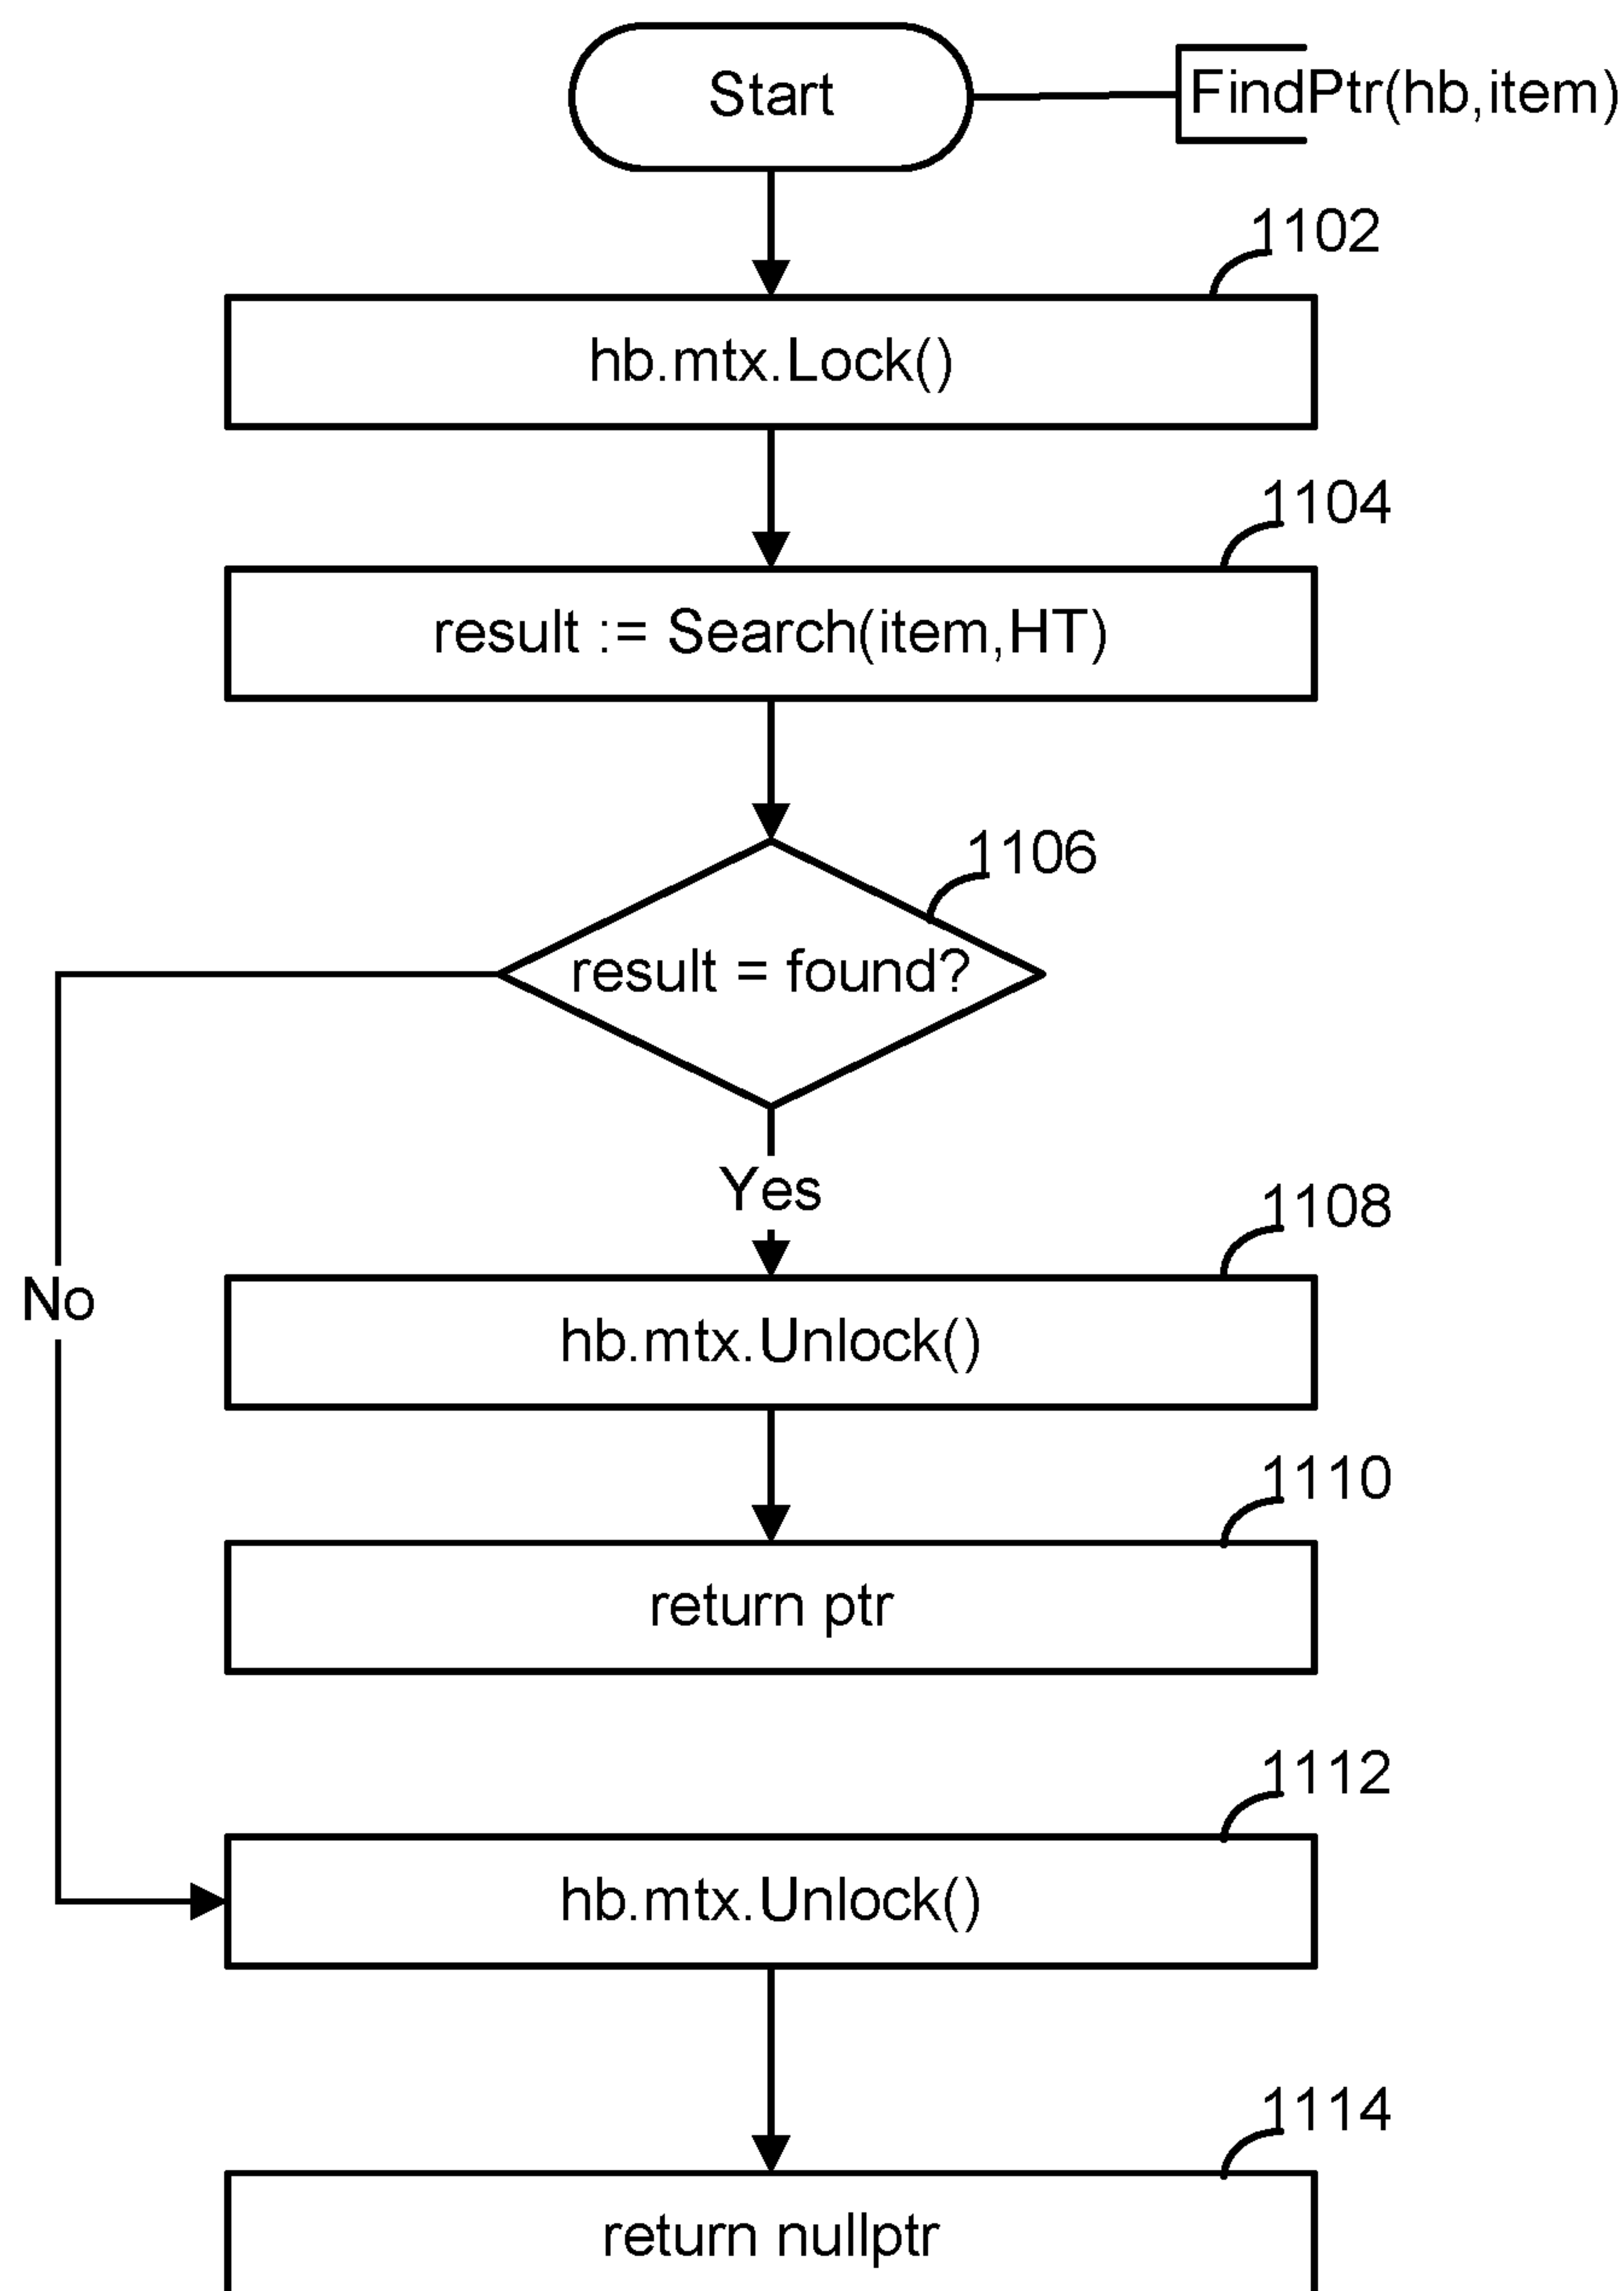 Start
FindPtr(hb,item)
1102
hb.mtx.Lock()
1104
result := Search(item,HT)
1106
result = found?
Yes
1108
No
hb.mtx.Unlock()
1110
return ptr
1112
hb.mtx.Unlock()
1114
return nullptr